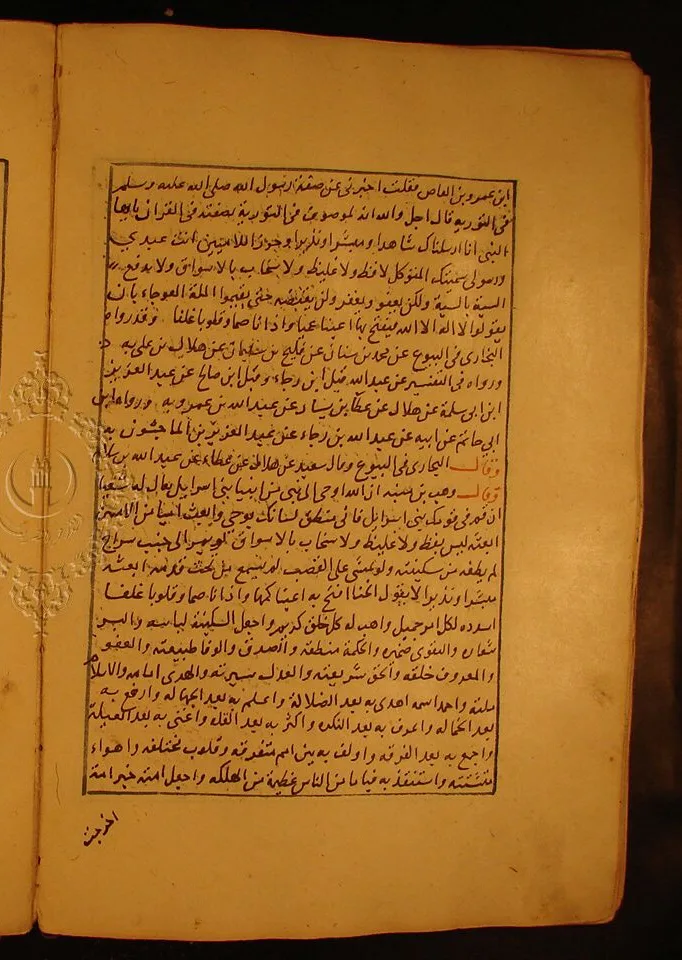 ابن عمرو بن العاص فقلت اخبرني عن صفة رسول الله صلى الله عليه وسلم
في التورية قال اجل والله انه لموصوف في التورية بصفته في القران يا ايها
النبي انا ارسلناك شاهدا ومبشرا ونذيرا وحرزا للاميين انت عبدي
ورسولي سميتك المتوكل لا فظ ولا غليظ ولا سخاب بالاسواق ولا يدفع
السيئة بالسيئة ولكن يعفو ويغفر ولن يقبضه حتى يقيموا الملة العوجاء بان
يقولوا لا اله الا الله فيفتح بها اعينا عميا واذانا صما وقلوبا غلفا وقد رواه
البخاري في البيوع عن محمد بن سنان عن فليح بن سليمان عن هلال بن علي به
ورواه في التفسير عن عبد الله قيل ابن رجاء وقيل ابن صالح عن عبد العزيز بن
ابن ابي سلمة عن هلال عن عطا بن يسار عن عبد الله بن عمرو به ورواه ابن
ابي حاتم عن ابيه عن عبد الله بن رجاء عن عبد العزيز بن الماجشون به
وقال البخاري في البيوع وقال سعيد عن هلال عن عطاء عن عبد الله بن سلام
وقال وهب بن منبه ان الله اوحى الى نبي من انبيا بني اسرائيل يقال له شعيا
ان قم في قومك بني اسرائيل فاني منطق لسانك بوحي وابعث اميا من الاميين
ابعثه ليس بفظ ولا غليظ ولا سخاب بالاسواق لو يمر الى جنب سراج
لم يطفه من سكينته ولو يمشي على القصب لم يسمع من تحت قدميه ابعثه
مبشرا ونذيرا لا يقول الخنا افتح به اعينا كمها واذانا صما وقلوبا غلفا
اسدده لكل امر جميل واهب له كل خلق كريم واجعل السكينة لباسه والبر
شعاره والتقوى ضميره والحكمة منطقه والصدق والوفا طبيعته والعفو
والمعروف خلقه والحق شريعته والعدل سيرته والهدى امامه والاسلام
ملته واحمد اسمه اهدي به بعد الضلالة واعلم به بعد الجهالة وارفع به
بعد الخمالة واعرف به بعد النكرة واكثر به بعد القلة واغني به بعد العيلة
واجمع به بعد الفرقة واولف به بين امم متفرقة وقلوب مختلفة واهواء
متشتتة واستنقذ به فياما من الناس عظيمة من الهلكة واجعل امته خير امة
اخرجت